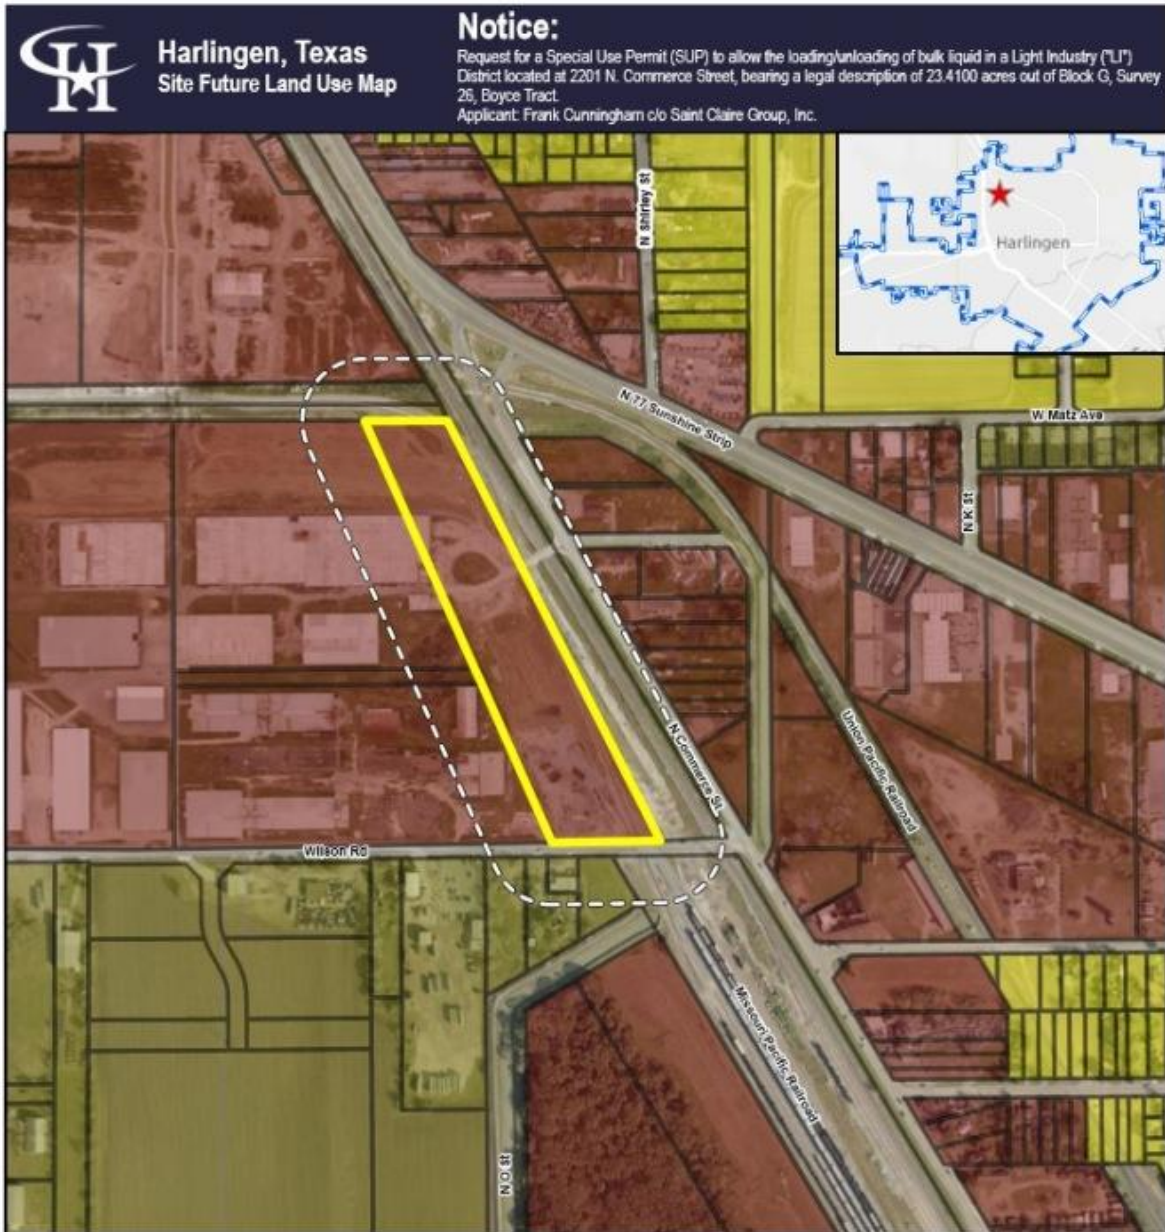 Harlingen, Texas
Site Future Land Use Map
Notice:
Request for a Special Use Permit (SUP) to allow the loading/unloading of bulk liquid in a Light Industry ("LI")
District located at 2201 N. Commerce Street, bearing a legal description of 23.4100 acres out of Block G, Survey
26, Boyce Tract.
Applicant: Frank Cunningham c/o Saint Claire Group, Inc.
Harlingen
N Shirley St
N 77 Sunshine Strip
W Matz Ave
N K St
N Commerce St
Union Pacific Railroad
Wilson Rd
Missouri Pacific Railroad
N O St